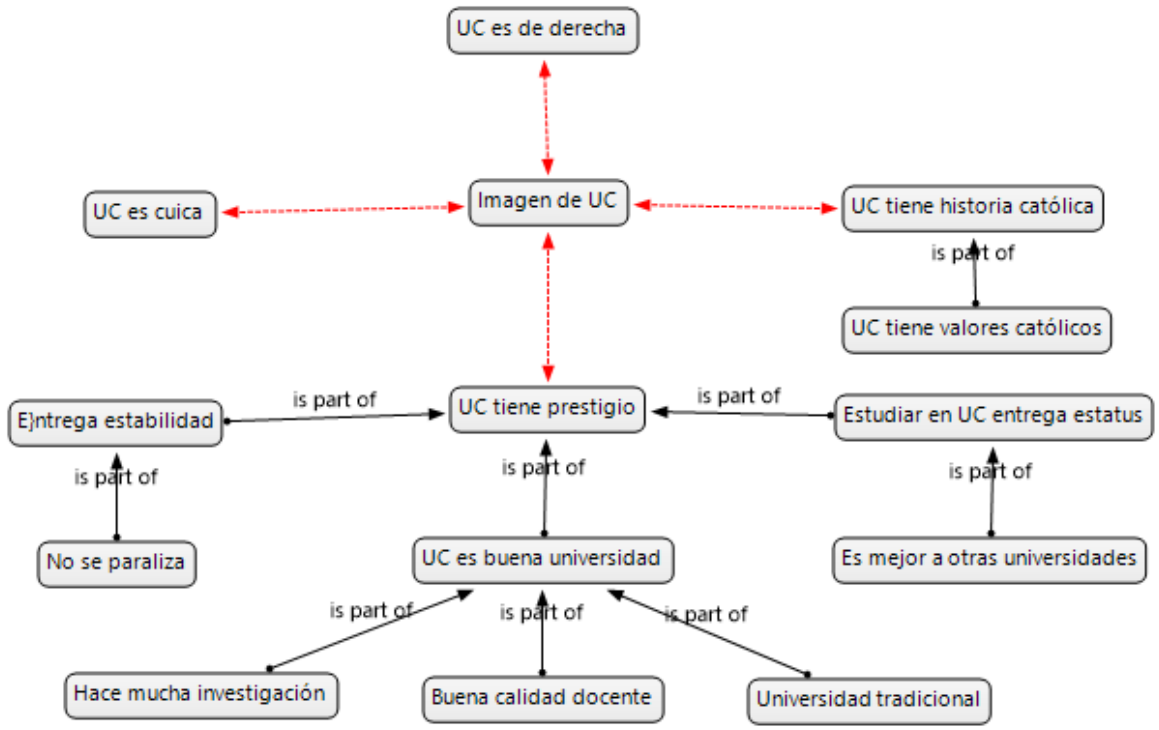 UC es de derecha
UC es cuica
Imagen de UC
UC tiene historia católica
is part of
UC tiene valores católicos
E}ntrega estabilidad
is part of
UC tiene prestigio
is part of
Estudiar en UC entrega estatus
is part of
is part of
is part of
No se paraliza
UC es buena universidad
Es mejor a otras universidades
is part of
is part of
is part of
Hace mucha investigación
Buena calidad docente
Universidad tradicional